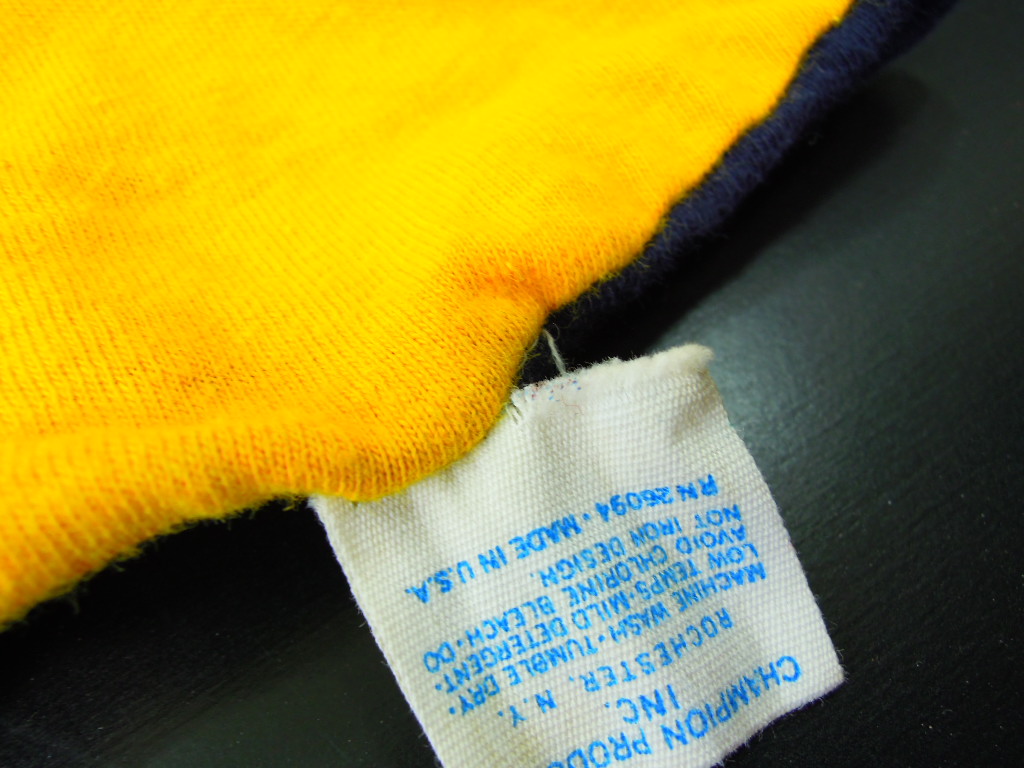 CHAMPION PRODU
INC.
ROCHESTER, N.Y.
MACHINE WASH·TUMBLE DRY·
LOW TEMPS·MILD DETERGENT.
AVOID CHLORINE BLEACH·DO
NOT IRON DESIGN.
RN 26094·MADE IN U.S.A.